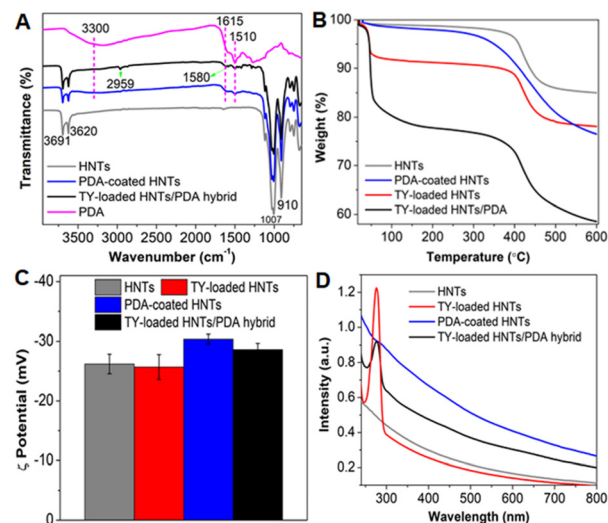 A
3300
1615
1510
2959
1580
3691
3620
910
1007
HNTs
PDA-coated HNTs
TY-loaded HNTs/PDA hybrid
PDA
Transmittance (%)
3500 3000 2500 2000 1500 1000
Wavenumber (cm⁻¹)
B
100
90
80
70
60
Weight (%)
HNTs
PDA-coated HNTs
TY-loaded HNTs
TY-loaded HNTs/PDA
100 200 300 400 500 600
Temperature (°C)
C
-40
-30
-20
0
ζ Potential (mV)
HNTs TY-loaded HNTs
PDA-coated HNTs
TY-loaded HNTs/PDA hybrid
D
1.2
1.0
0.8
0.6
0.4
0.2
Intensity (a.u.)
HNTs
TY-loaded HNTs
PDA-coated HNTs
TY-loaded HNTs/PDA hybrid
300 400 500 600 700 800
Wavelength (nm)